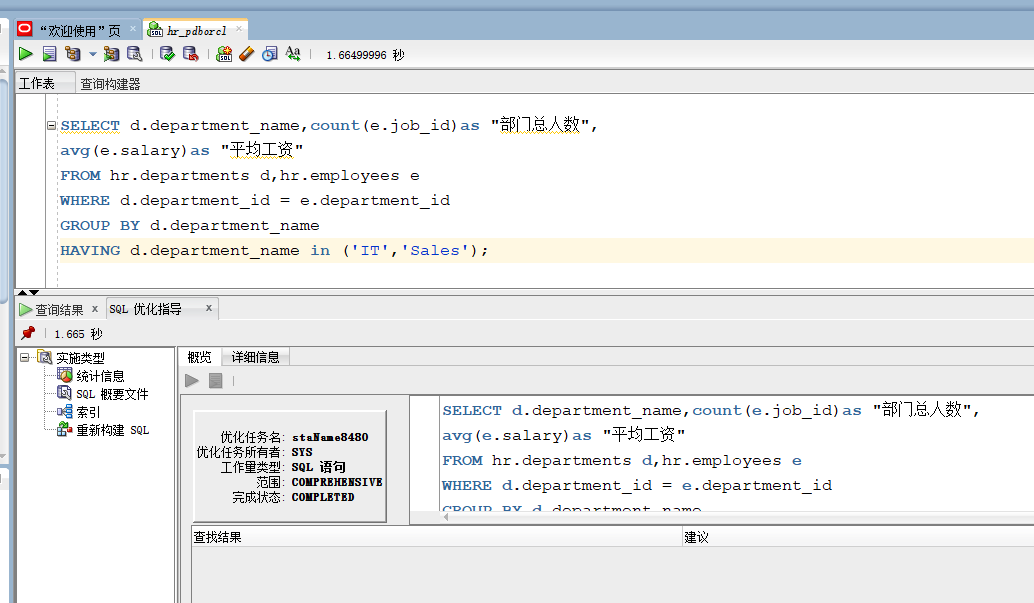 “欢迎使用”页
hr_pdborcl
1.66499996 秒
工作表
查询构建器
SELECT d.department_name,count(e.job_id)as "部门总人数",
avg(e.salary)as "平均工资"
FROM hr.departments d,hr.employees e
WHERE d.department_id = e.department_id
GROUP BY d.department_name
HAVING d.department_name in ('IT','Sales');
查询结果 x
SQL 优化指导 x
1.665 秒
实施类型
统计信息
SQL 概要文件
索引
重新构建 SQL
概览
详细信息
优化任务名: staName8480
优化任务所有者: SYS
工作量类型: SQL 语句
范围: COMPREHENSIVE
完成状态: COMPLETED
SELECT d.department_name,count(e.job_id)as "部门总人数",
avg(e.salary)as "平均工资"
FROM hr.departments d,hr.employees e
WHERE d.department_id = e.department_id
GROUP BY d.department_name
查找结果
建议